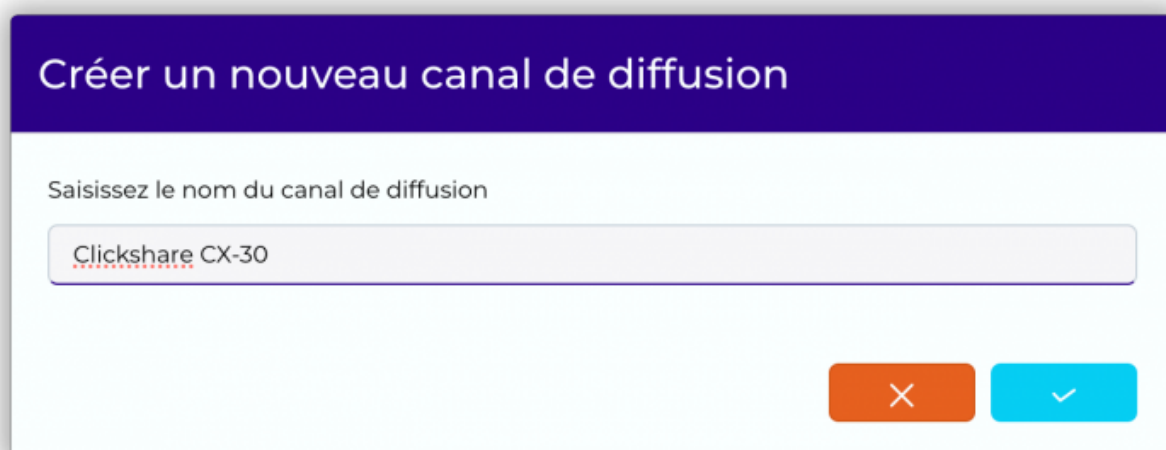 Créer un nouveau canal de diffusion
Saisissez le nom du canal de diffusion
Clickshare CX-30